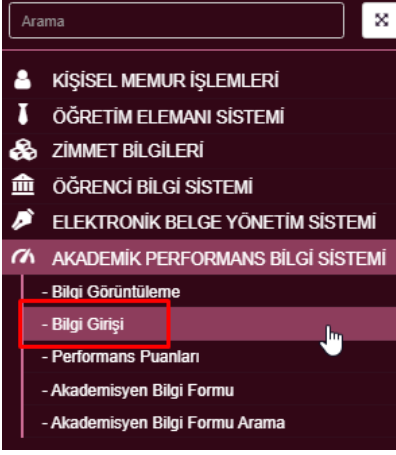 Arama
KİŞİSEL MEMUR İŞLEMLERİ
ÖĞRETİM ELEMANI SİSTEMİ
ZİMMET BİLGİLERİ
ÖĞRENCİ BİLGİ SİSTEMİ
ELEKTRONİK BELGE YÖNETİM SİSTEMİ
AKADEMİK PERFORMANS BİLGİ SİSTEMİ
- Bilgi Görüntüleme
- Bilgi Girişi
- Performans Puanları
- Akademisyen Bilgi Formu
- Akademisyen Bilgi Formu Arama